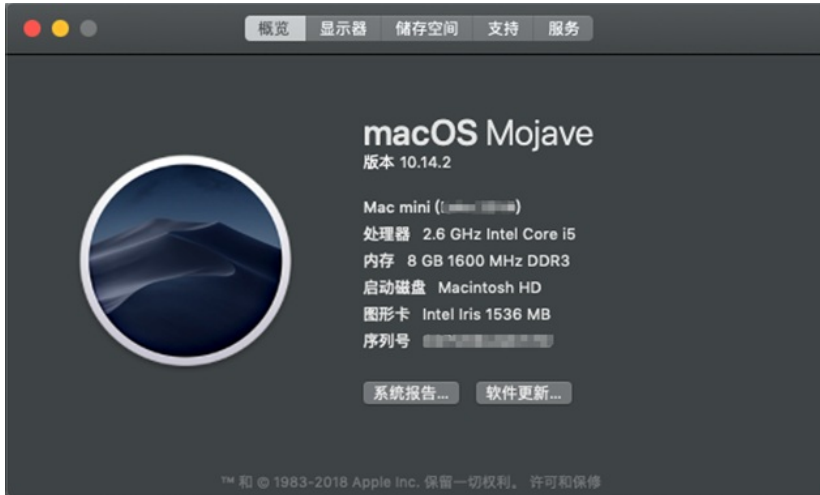 概览 显示器 储存空间 支持 服务
macOS Mojave
版本 10.14.2
Mac mini ( )
处理器 2.6 GHz Intel Core i5
内存 8 GB 1600 MHz DDR3
启动磁盘 Macintosh HD
图形卡 Intel Iris 1536 MB
序列号
系统报告... 软件更新...
™ 和 © 1983-2018 Apple Inc. 保留一切权利。 许可和保修